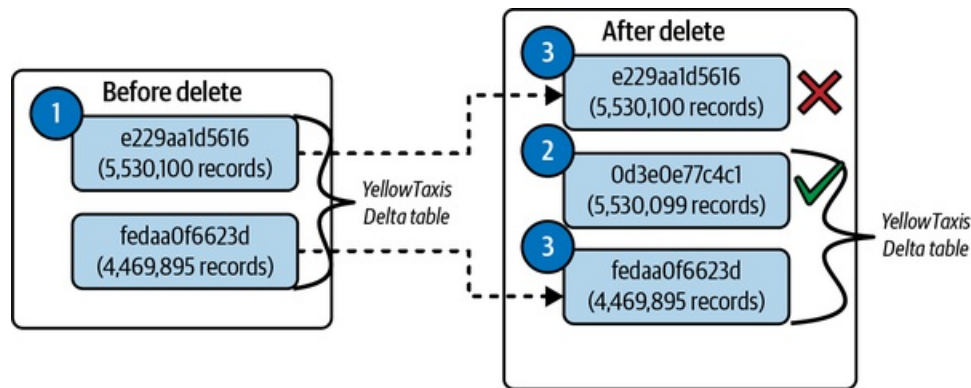 Before delete
1
e229aa1d5616
(5,530,100 records)
fedaa0f6623d
(4,469,895 records)
YellowTaxis
Delta table
After delete
3
e229aa1d5616
(5,530,100 records)
2
0d3e0e77c4c1
(5,530,099 records)
3
fedaa0f6623d
(4,469,895 records)
YellowTaxis
Delta table